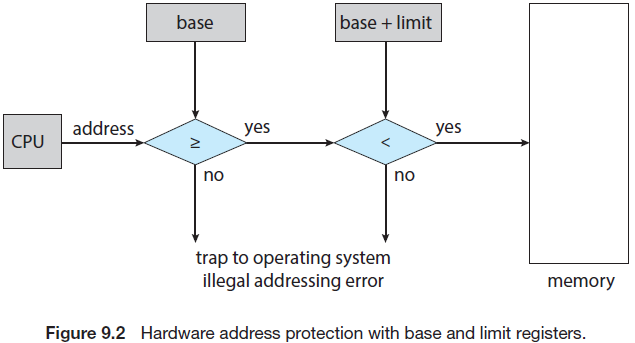 base
base + limit
CPU
address
≥
yes
<
yes
no
no
trap to operating system
illegal addressing error
memory
Figure 9.2 Hardware address protection with base and limit registers.